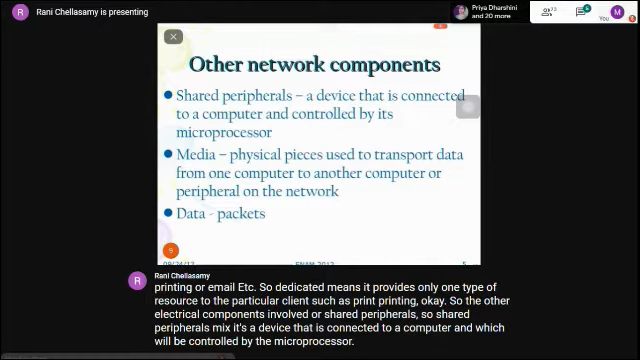 R Rani Chellasamy is presenting
Priya Dharshini
and 20 more
You
M
Other network components
Shared peripherals – a device that is connected
to a computer and controlled by its
microprocessor
Media – physical pieces used to transport data
from one computer to another computer or
peripheral on the network
Data - packets
5
R Rani Chellasamy
printing or email Etc. So dedicated means it provides only one type of
resource to the particular client such as print printing, okay. So the other
electrical components involved or shared peripherals, so shared
peripherals mix it's a device that is connected to a computer and which
will be controlled by the microprocessor.